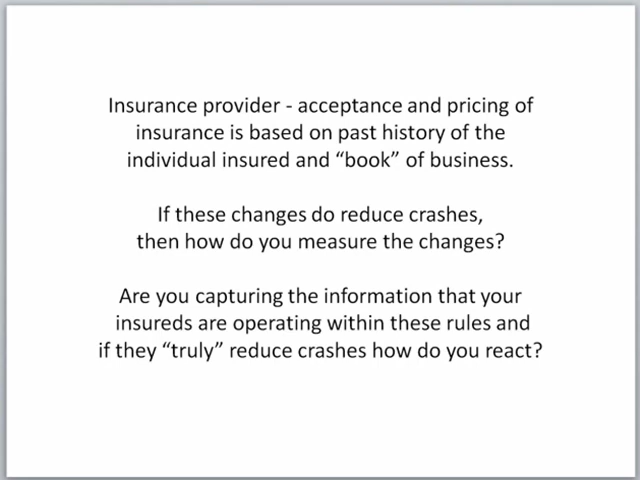 Insurance provider - acceptance and pricing of
insurance is based on past history of the
individual insured and “book” of business.
If these changes do reduce crashes,
then how do you measure the changes?
Are you capturing the information that your
insureds are operating within these rules and
if they “truly” reduce crashes how do you react?